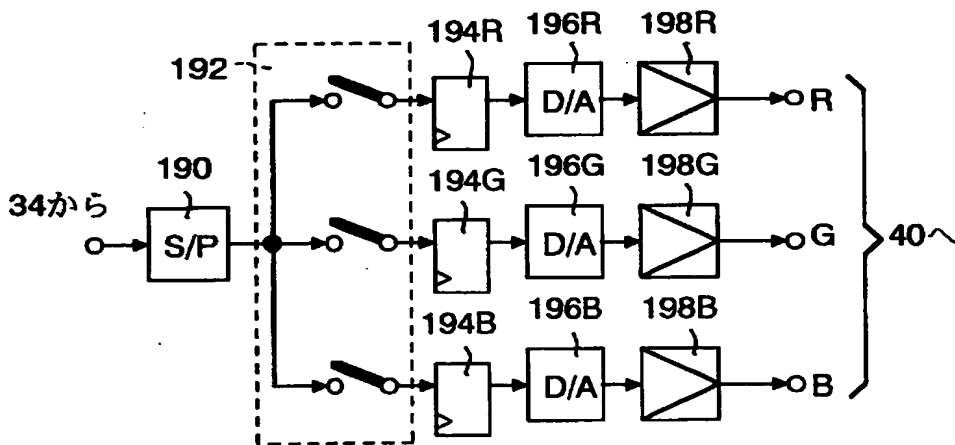 194R 196R 198R
192
D/A
R
190
34から
S/P
194G 196G 198G
D/A
G
40へ
194B 196B 198B
D/A
B